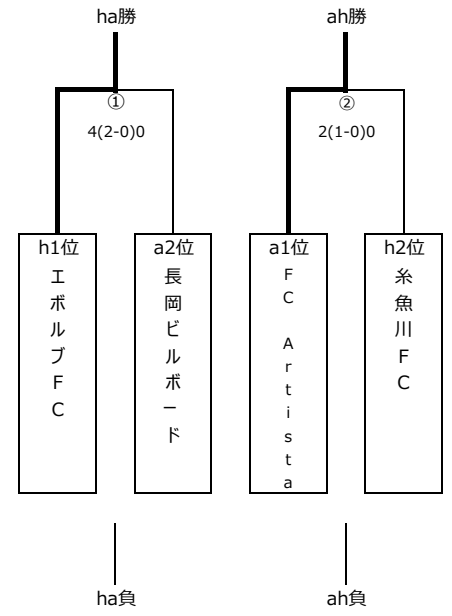 ha勝
ah勝
①
②
4(2-0)0
2(1-0)0
h1位
a2位
a1位
h2位
エボルブFC
長岡ビルボード
FC Artista
糸魚川FC
ha負
ah負